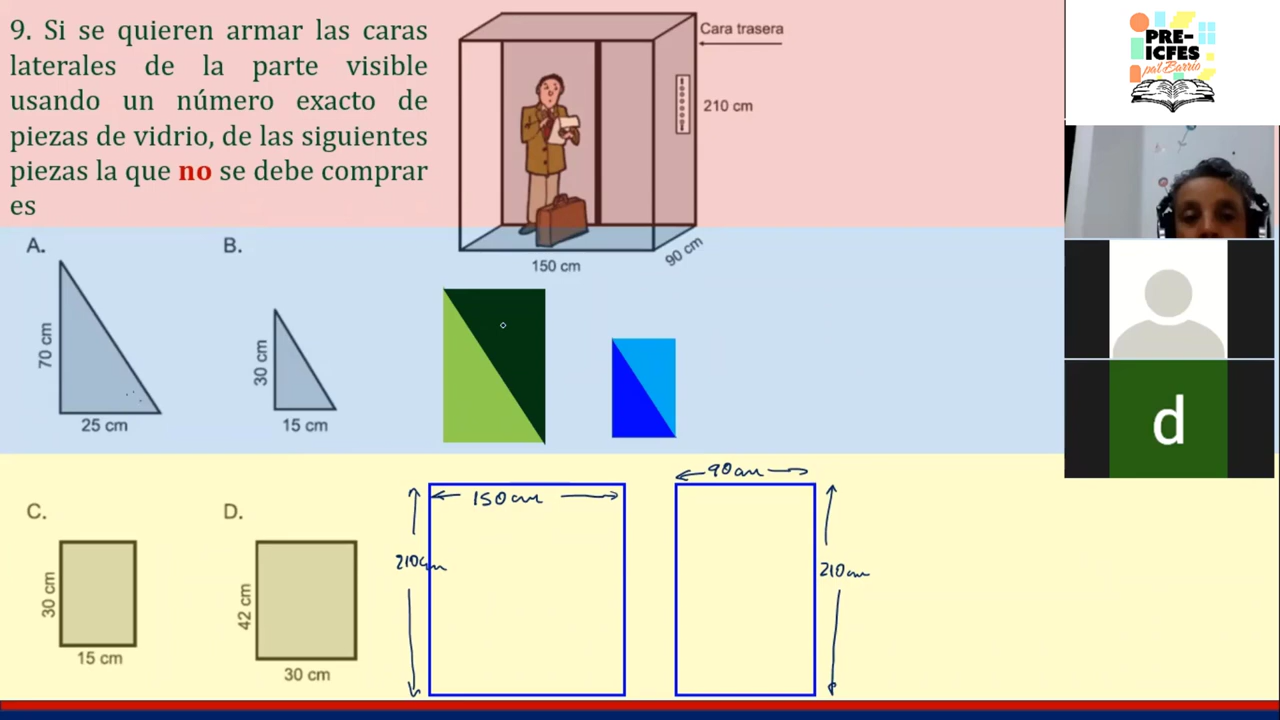 9. Si se quieren armar las caras
laterales de la parte visible
usando un número exacto de
piezas de vidrio, de las siguientes
piezas la que no se debe comprar
es
Cara trasera
210 cm
150 cm
90 cm
PRE-
ICFES
pa'l Barrio
A.
70 cm
25 cm
B.
30 cm
15 cm
d
C.
30 cm
15 cm
D.
42 cm
30 cm
150 cm
210 cm
90 cm
210 cm